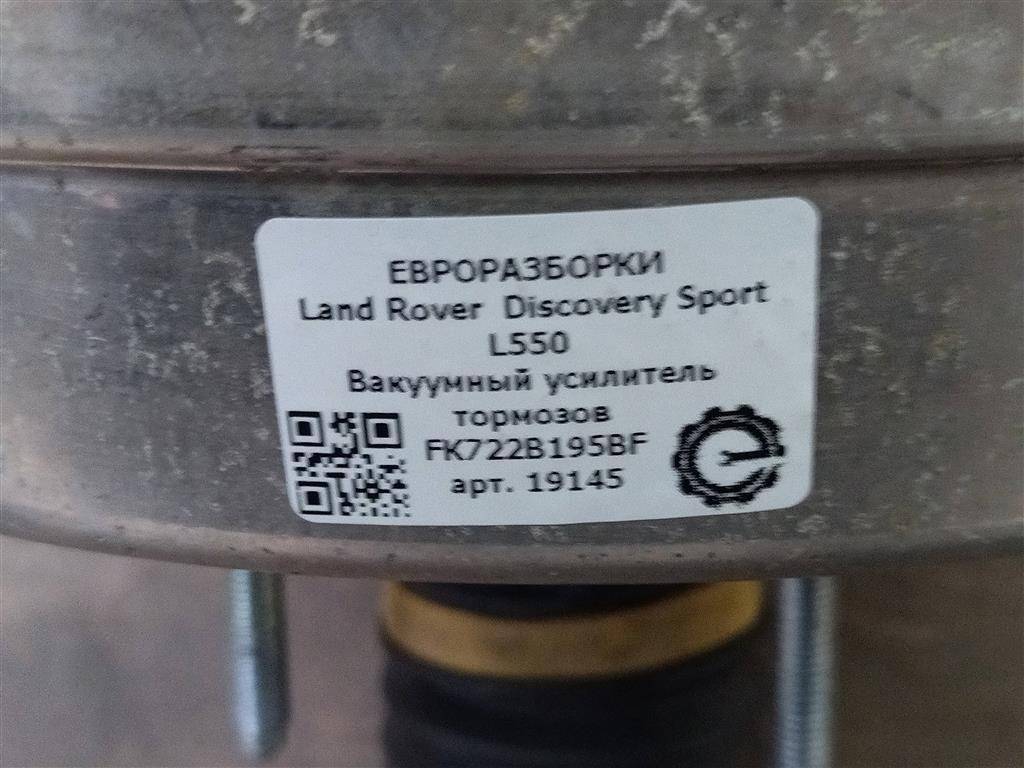 ЕВРОРАЗБОРКИ
Land Rover Discovery Sport
L550
Вакуумный усилитель
тормозов
FK722B195BF
арт. 19145